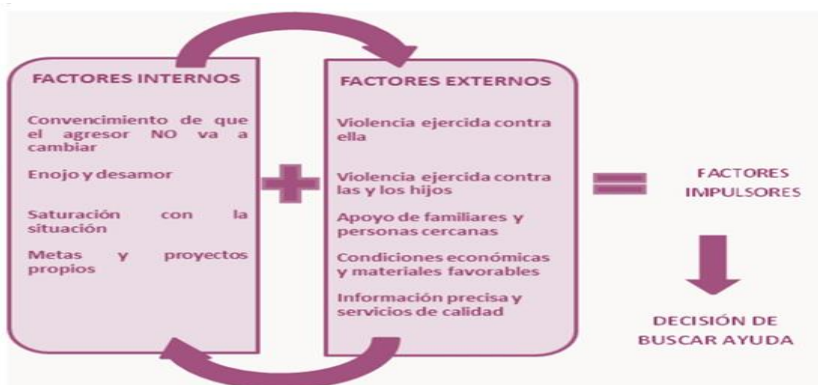 FACTORES INTERNOS
Convencimiento de que
el agresor NO va a
cambiar
Enojo y desamor
Saturación con la
situación
Metas y proyectos
propios
FACTORES EXTERNOS
Violencia ejercida contra
ella
Violencia ejercida contra
las y los hijos
Apoyo de familiares y
personas cercanas
Condiciones económicas
y materiales favorables
Información precisa y
servicios de calidad
FACTORES
IMPULSORES
DECISIÓN DE
BUSCAR AYUDA